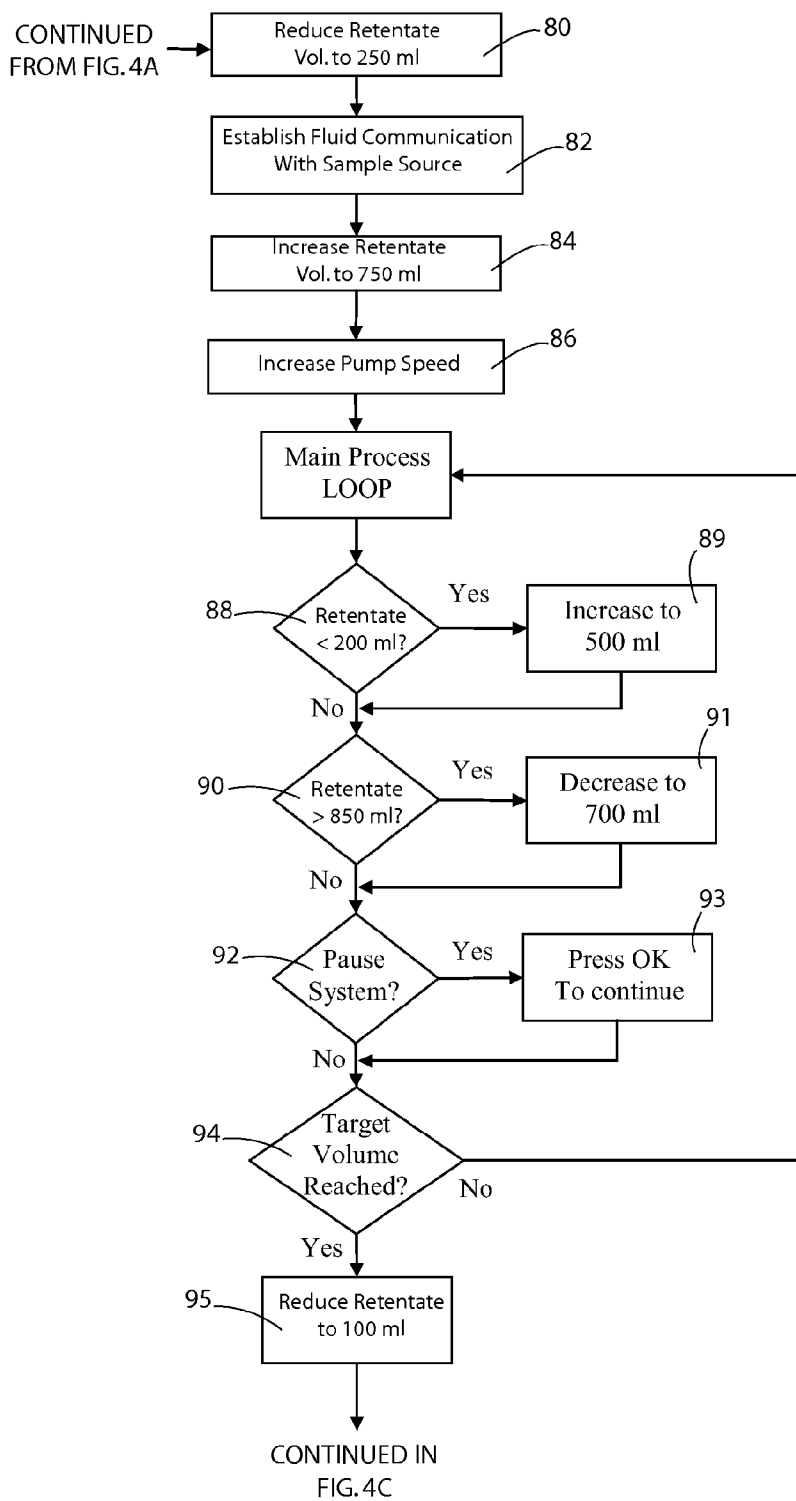 CONTINUED
FROM FIG. 4A
Reduce Retentate
Vol. to 250 ml
80
Establish Fluid Communication
With Sample Source
82
Increase Retentate
Vol. to 750 ml
84
Increase Pump Speed
86
Main Process
LOOP
88
Retentate
< 200 ml?
Yes
Increase to
500 ml
89
No
90
Retentate
> 850 ml?
Yes
Decrease to
700 ml
91
No
92
Pause
System?
Yes
Press OK
To continue
93
No
94
Target
Volume
Reached?
No
Yes
95
Reduce Retentate
to 100 ml
CONTINUED IN
FIG. 4C